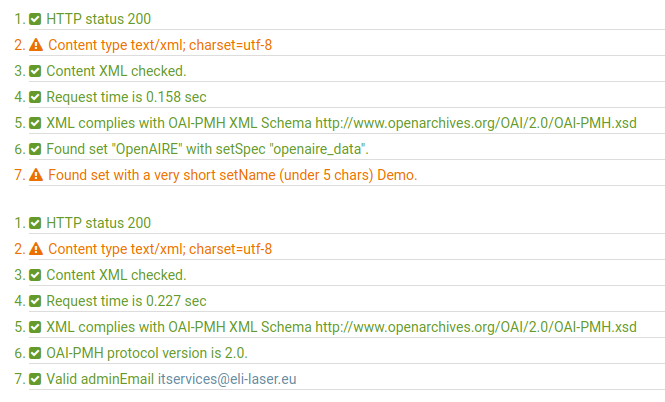 1. HTTP status 200
2. Content type text/xml; charset=utf-8
3. Content XML checked.
4. Request time is 0.158 sec
5. XML complies with OAI-PMH XML Schema http://www.openarchives.org/OAI/2.0/OAI-PMH.xsd
6. Found set "OpenAIRE" with setSpec "openaire_data".
7. Found set with a very short setName (under 5 chars) Demo.
1. HTTP status 200
2. Content type text/xml; charset=utf-8
3. Content XML checked.
4. Request time is 0.227 sec
5. XML complies with OAI-PMH XML Schema http://www.openarchives.org/OAI/2.0/OAI-PMH.xsd
6. OAI-PMH protocol version is 2.0.
7. Valid adminEmail itservices@eli-laser.eu